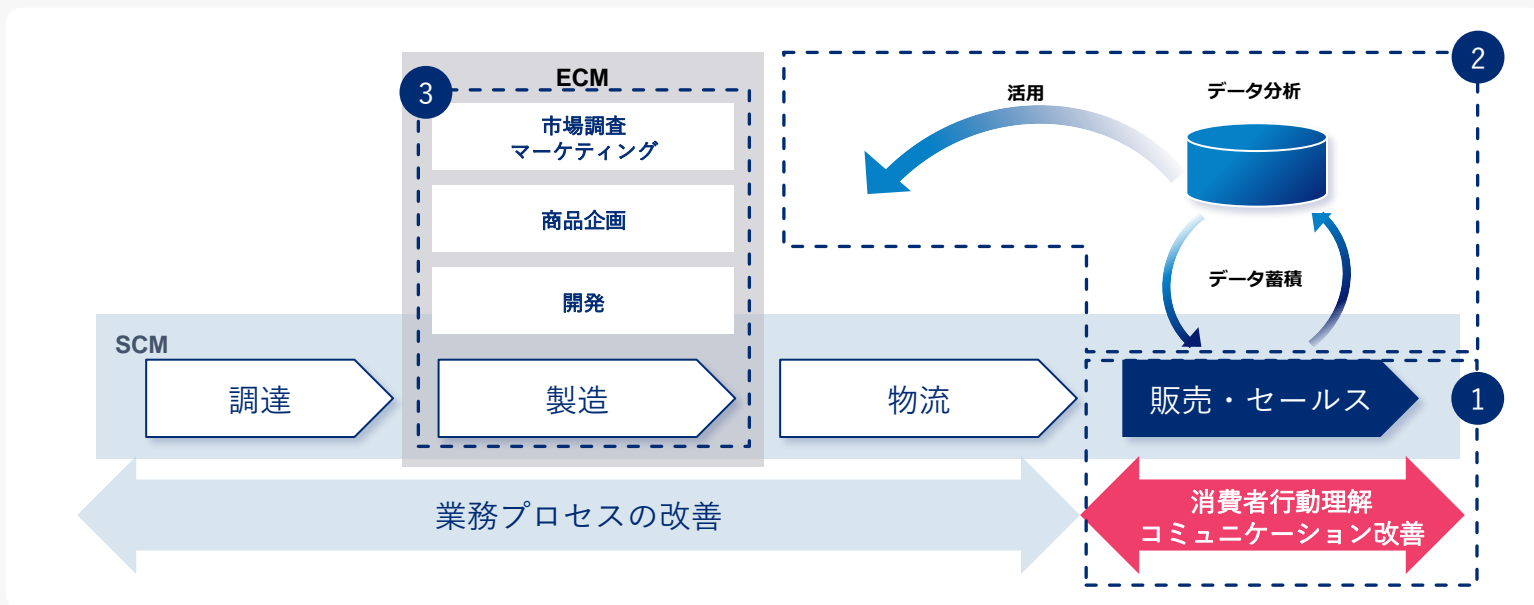 ECM
3
市場調査
マーケティング
商品企画
開発
2
活用
データ分析
データ蓄積
SCM
調達
製造
物流
販売・セールス
1
業務プロセスの改善
消費者行動理解
コミュニケーション改善